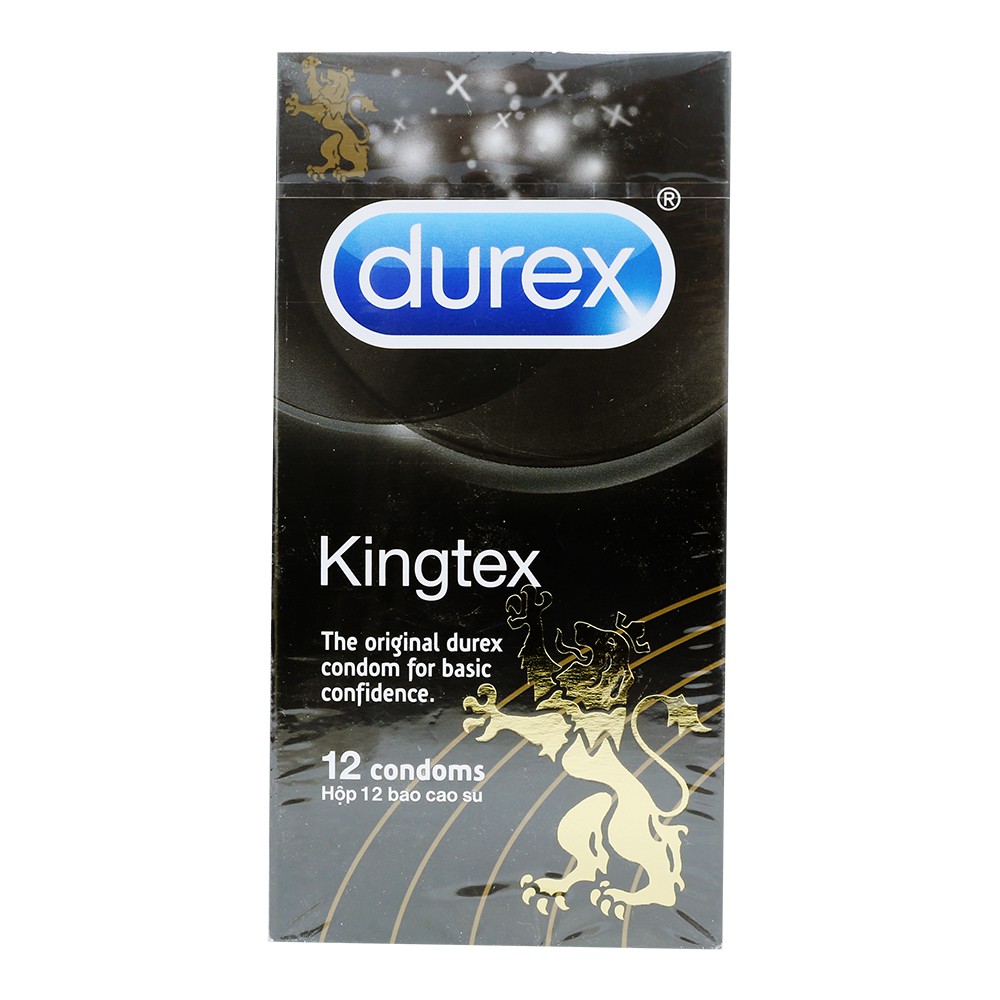 durex®
Kingtex
The original durex
condom for basic
confidence.
12 condoms
Hộp 12 bao cao su